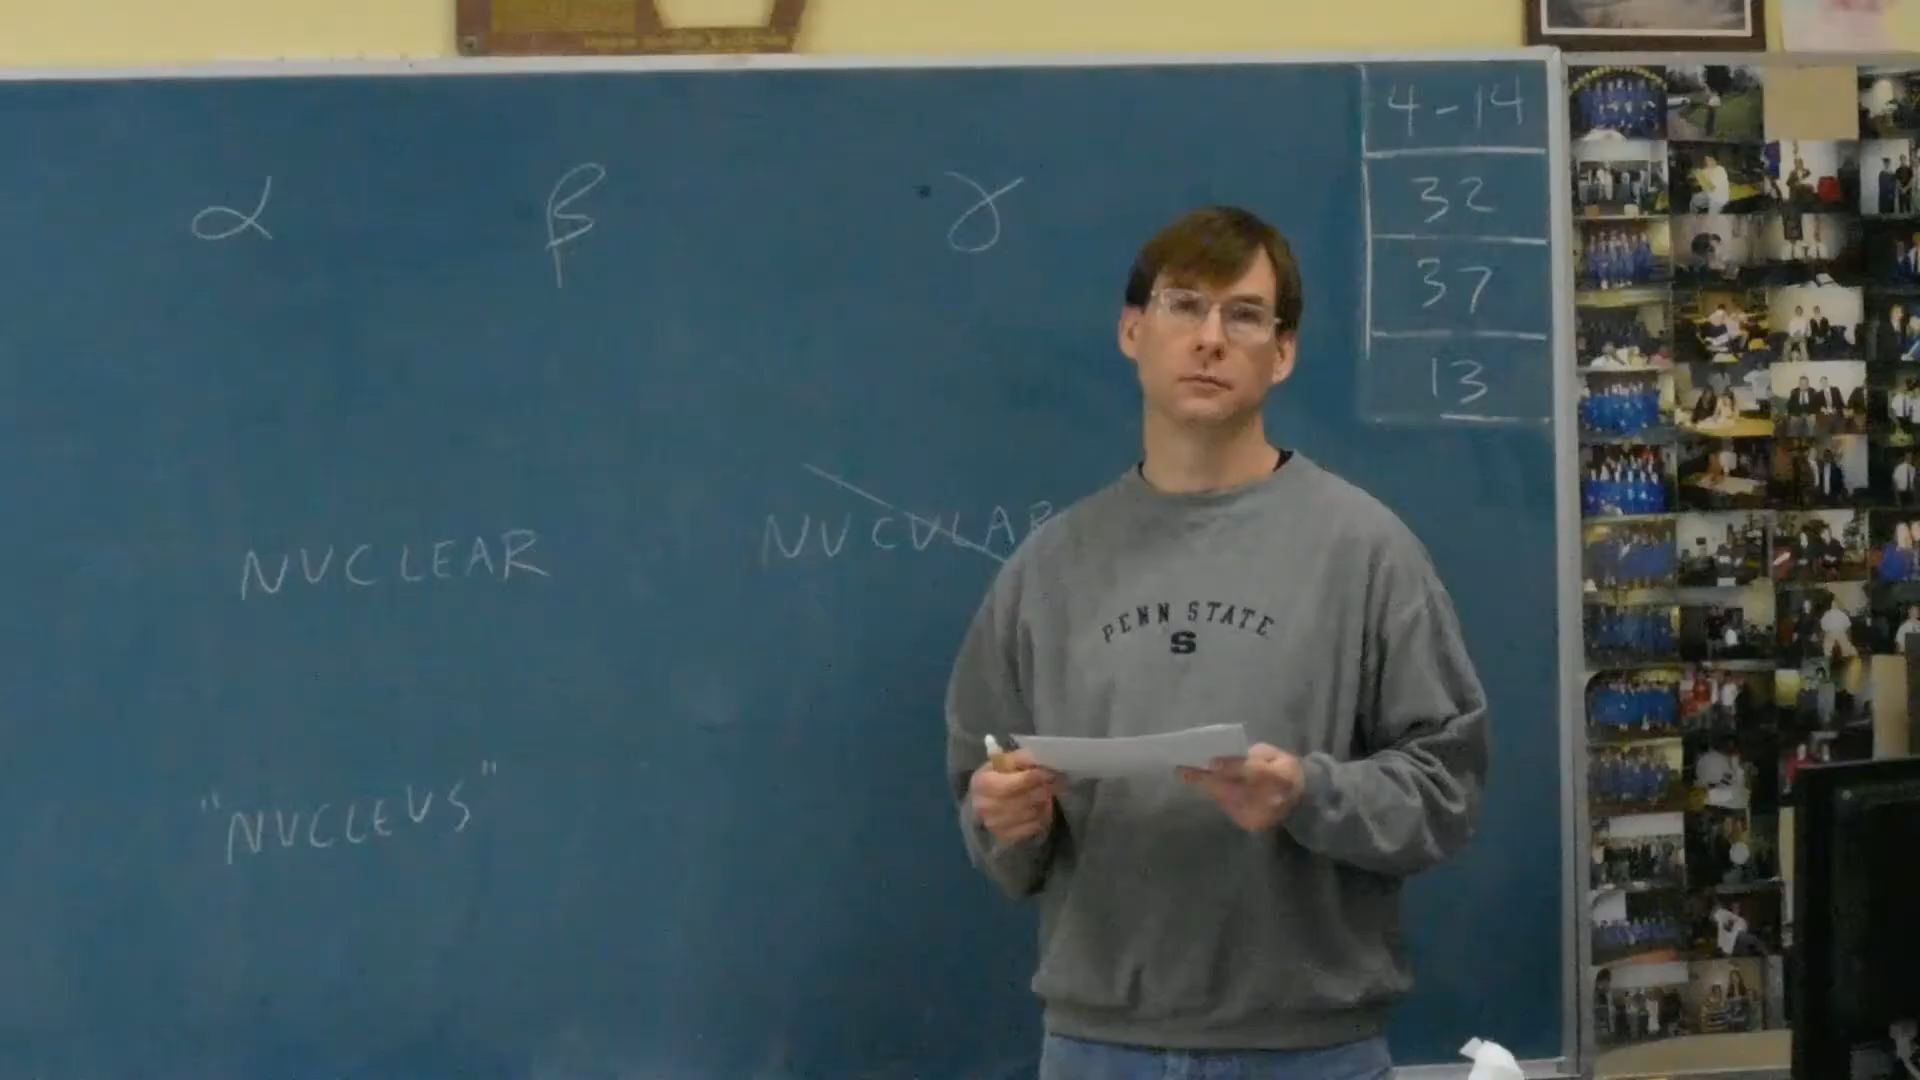 α β γ
4-14
32
37
13
NUCLEAR NUCULAR
"NUCLEUS"
PENN STATE
S